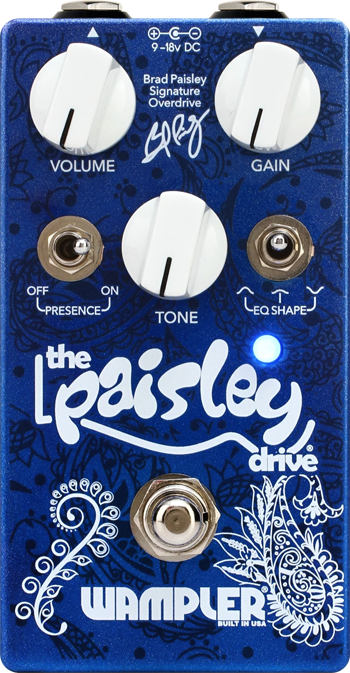 9-18v DC
Brad Paisley
Signature
Overdrive
VOLUME
GAIN
OFF
ON
PRESENCE
TONE
EQ SHAPE
the
paisley
drive®
WAMPLER®
BUILT IN USA